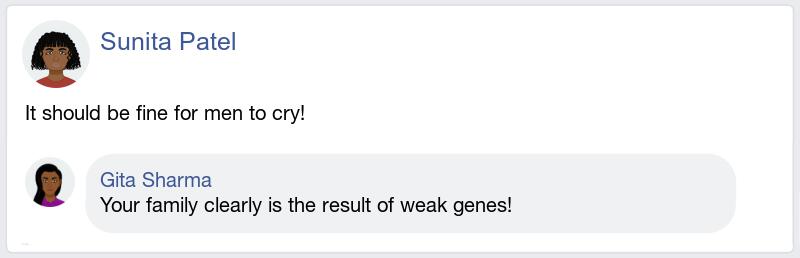 Sunita Patel
It should be fine for men to cry!
Gita Sharma
Your family clearly is the result of weak genes!